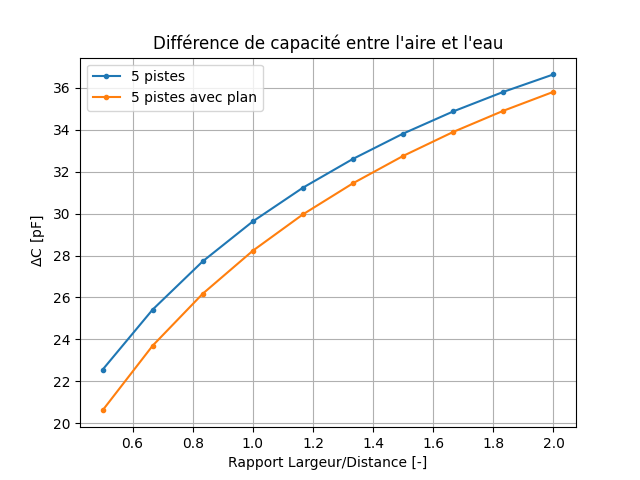 Différence de capacité entre l'aire et l'eau
5 pistes
5 pistes avec plan
36
34
32
30
28
26
24
22
20
ΔC [pF]
0.6 0.8 1.0 1.2 1.4 1.6 1.8 2.0
Rapport Largeur/Distance [-]